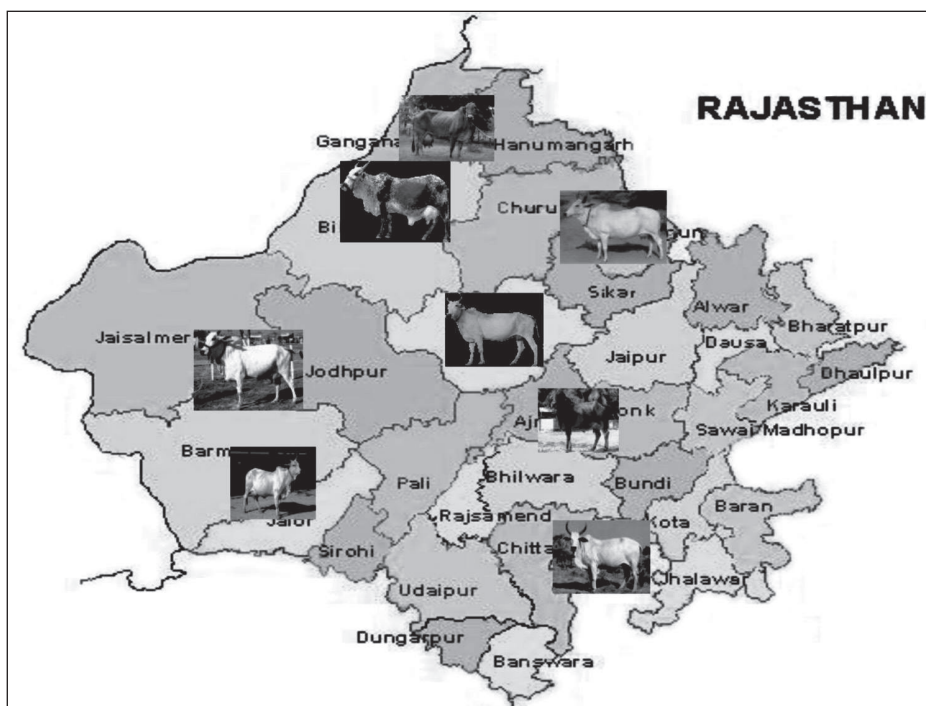 RAJASTHAN
Hanumangarh
Churu
Sikar
Alwar
Bharatpur
Jaisalmer
Jaipur
Dausa
Jodhpur
Dhaulpur
Karauli
Sawai Madhopur
Pali
Bhilwara
Bundi
Baran
Rajsamend
Kota
Sirohi
Udaipur
Dungarpur
Banswara